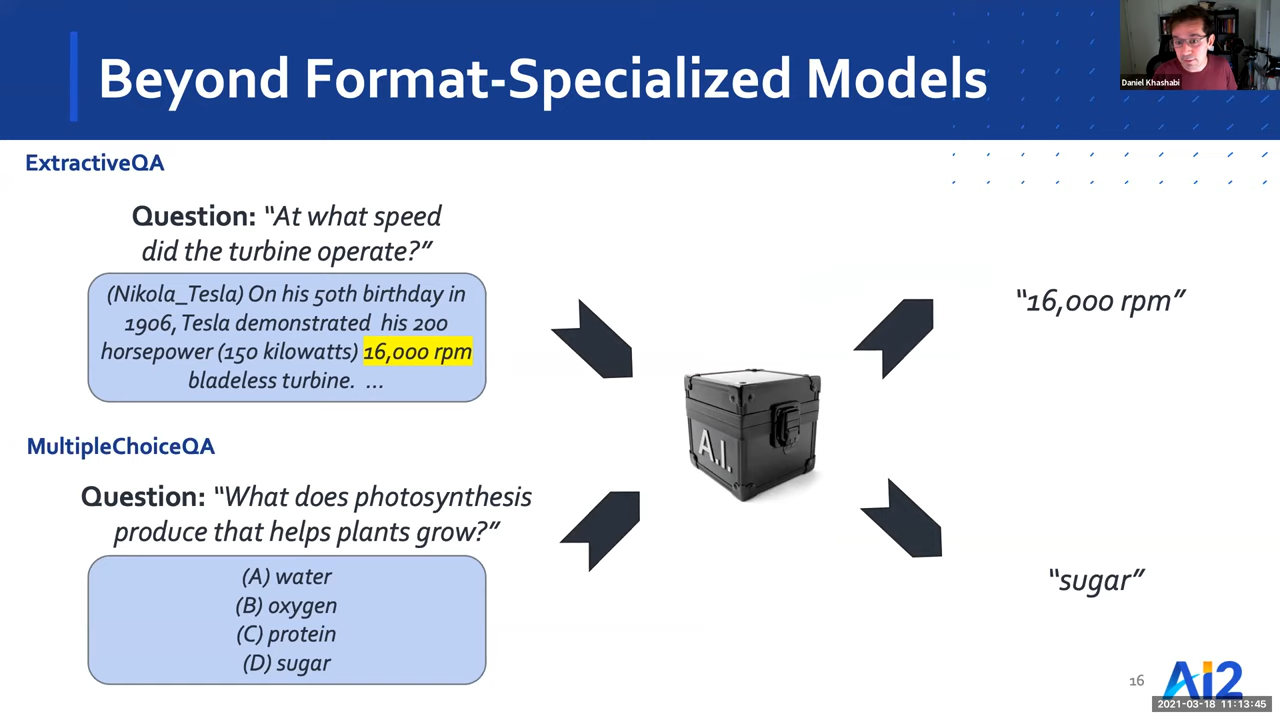 Beyond Format-Specialized Models
Daniel Khashabi
ExtractiveQA
Question: “At what speed
did the turbine operate?”
(Nikola_Tesla) On his 50th birthday in
1906, Tesla demonstrated his 200
horsepower (150 kilowatts) 16,000 rpm
bladeless turbine. ...
“16,000 rpm”
A.I.
MultipleChoiceQA
Question: “What does photosynthesis
produce that helps plants grow?”
(A) water
(B) oxygen
(C) protein
(D) sugar
“sugar”
16
AI2
2021-03-18 11:13:45